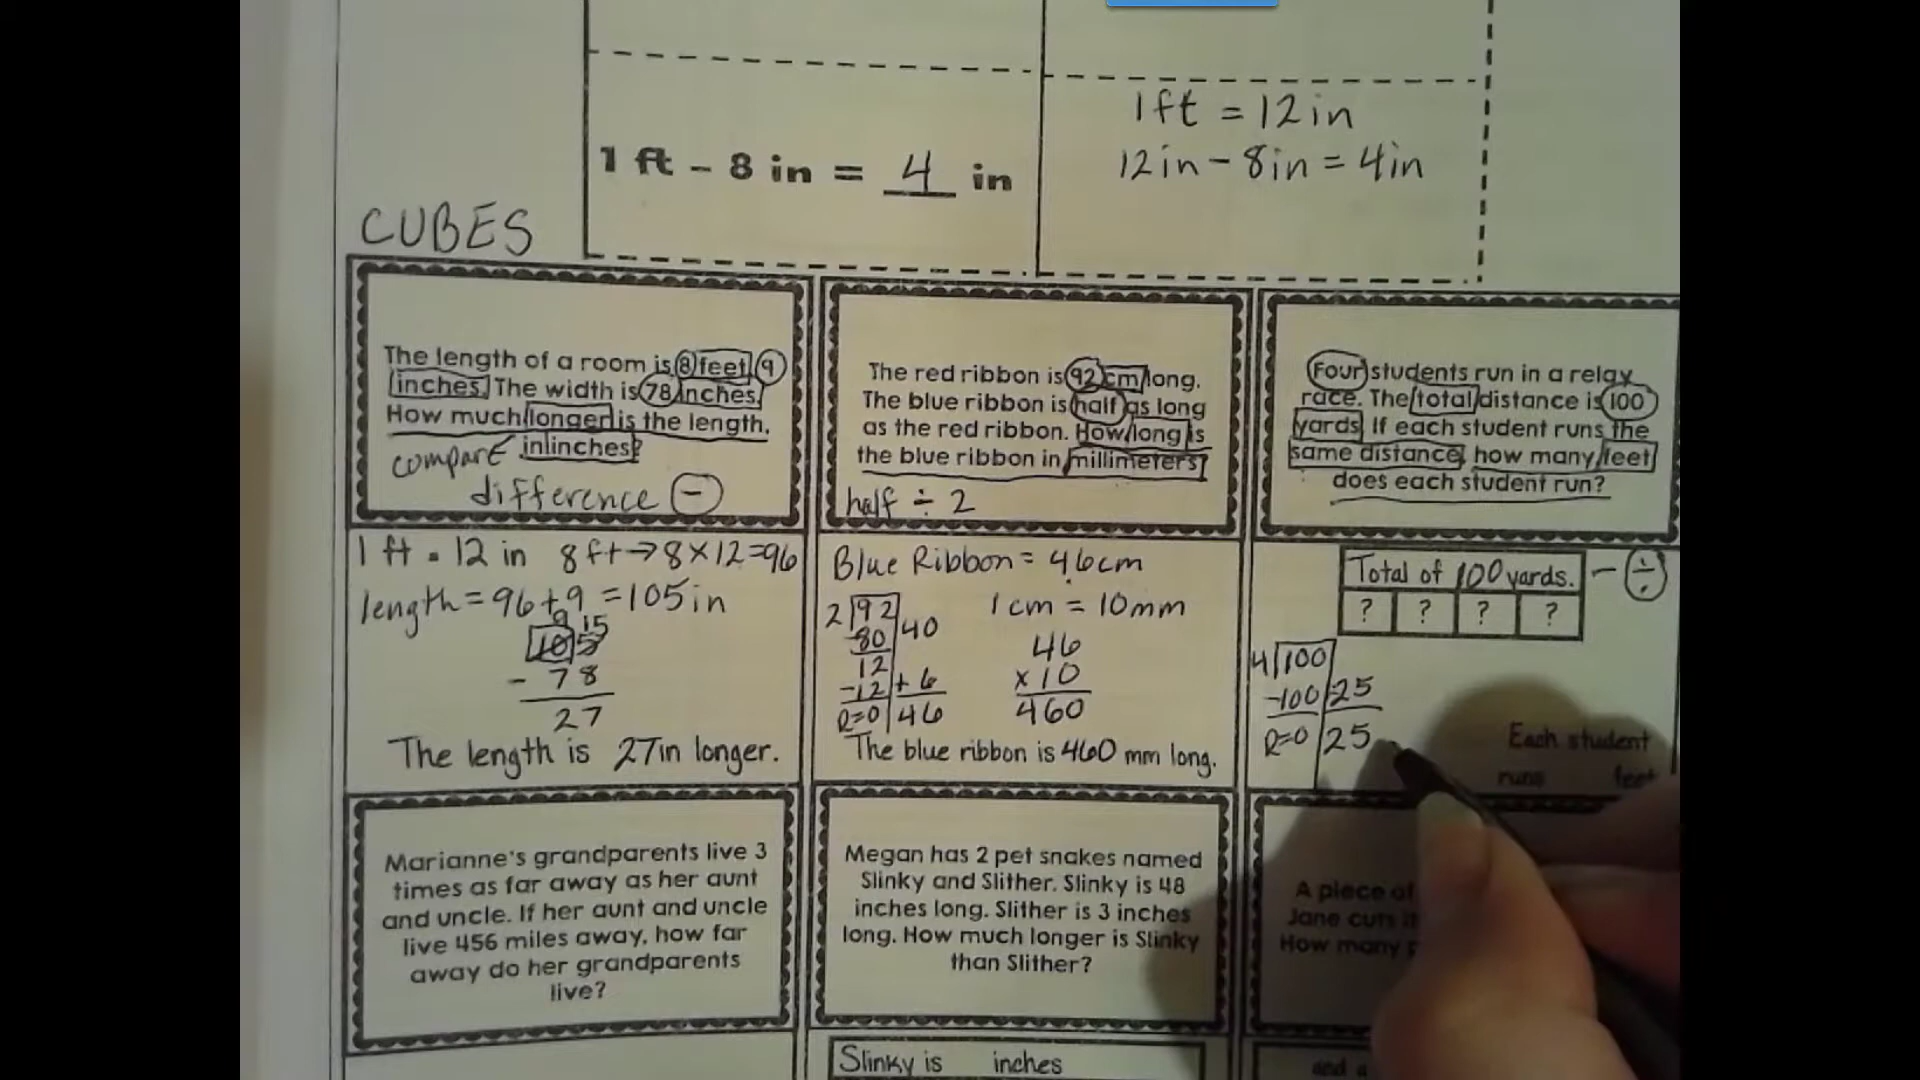 1ft = 12in
12in - 8in = 4in
1 ft - 8 in = 4 in
CUBES
The length of a room is 8 feet 9
inches. The width is 78 inches.
How much longer is the length,
in inches?
compare
difference -
The red ribbon is 92 cm long.
The blue ribbon is half as long
as the red ribbon. How long is
the blue ribbon in millimeters?
half ÷ 2
Four students run in a relay
race. The total distance is 100
yards. If each student runs the
same distance, how many feet
does each student run?
1 ft = 12 in 8 ft → 8 × 12 = 96
length = 96 + 9 = 105 in
9 15
105
- 78
27
The length is 27in longer.
Blue Ribbon = 46cm
1 cm = 10mm
2 92
80 40
12
-12 + 6
R=0 46
46
x 10
460
The blue ribbon is 460 mm long.
Total of 100 yards. - ÷
? ? ? ?
4 100
-100 25
R=0 25
Each student
runs feet
Marianne's grandparents live 3
times as far away as her aunt
and uncle. If her aunt and uncle
live 456 miles away, how far
away do her grandparents
live?
Megan has 2 pet snakes named
Slinky and Slither. Slinky is 48
inches long. Slither is 3 inches
long. How much longer is Slinky
than Slither?
A piece of
Jane cuts it
How many
Slinky is inches
and a